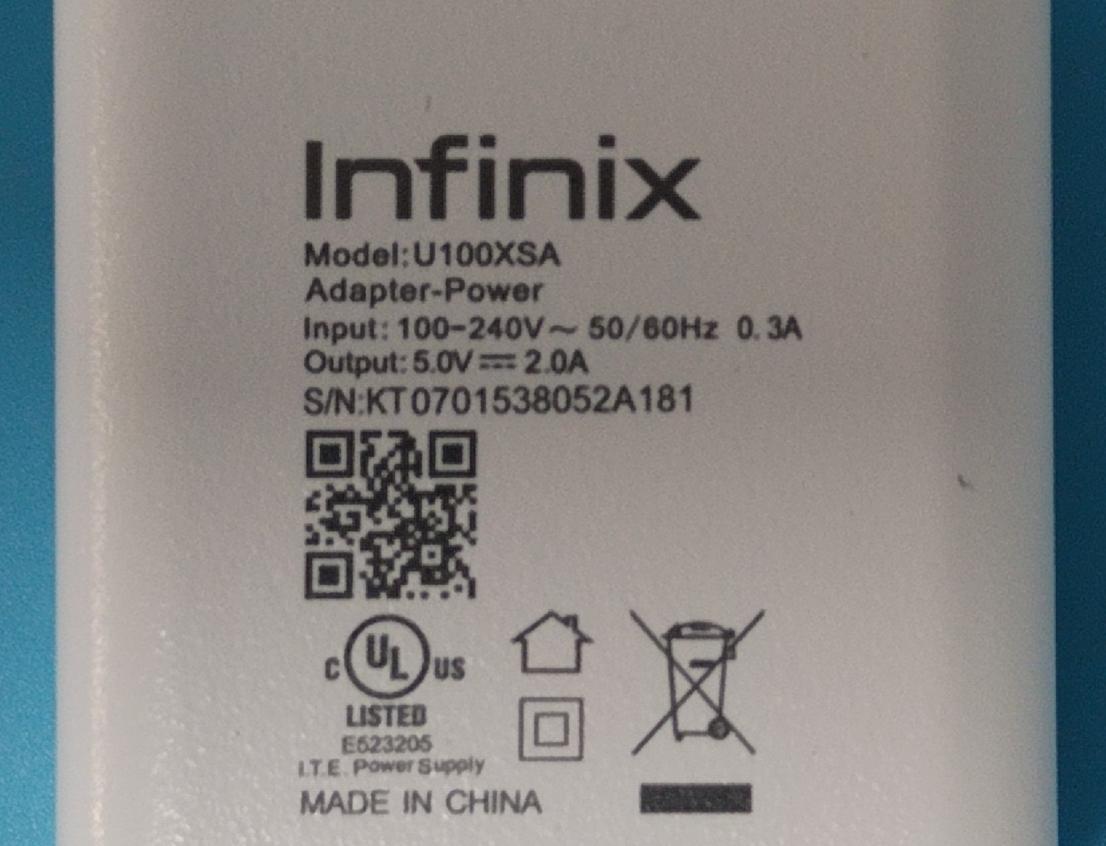 Infinix
Model:U100XSA
Adapter-Power
Input: 100-240V~ 50/60Hz 0.3A
Output: 5.0V⎓2.0A
S/N:KT0701538052A181
C UL US
LISTED
E523205
I.T.E. Power Supply
MADE IN CHINA